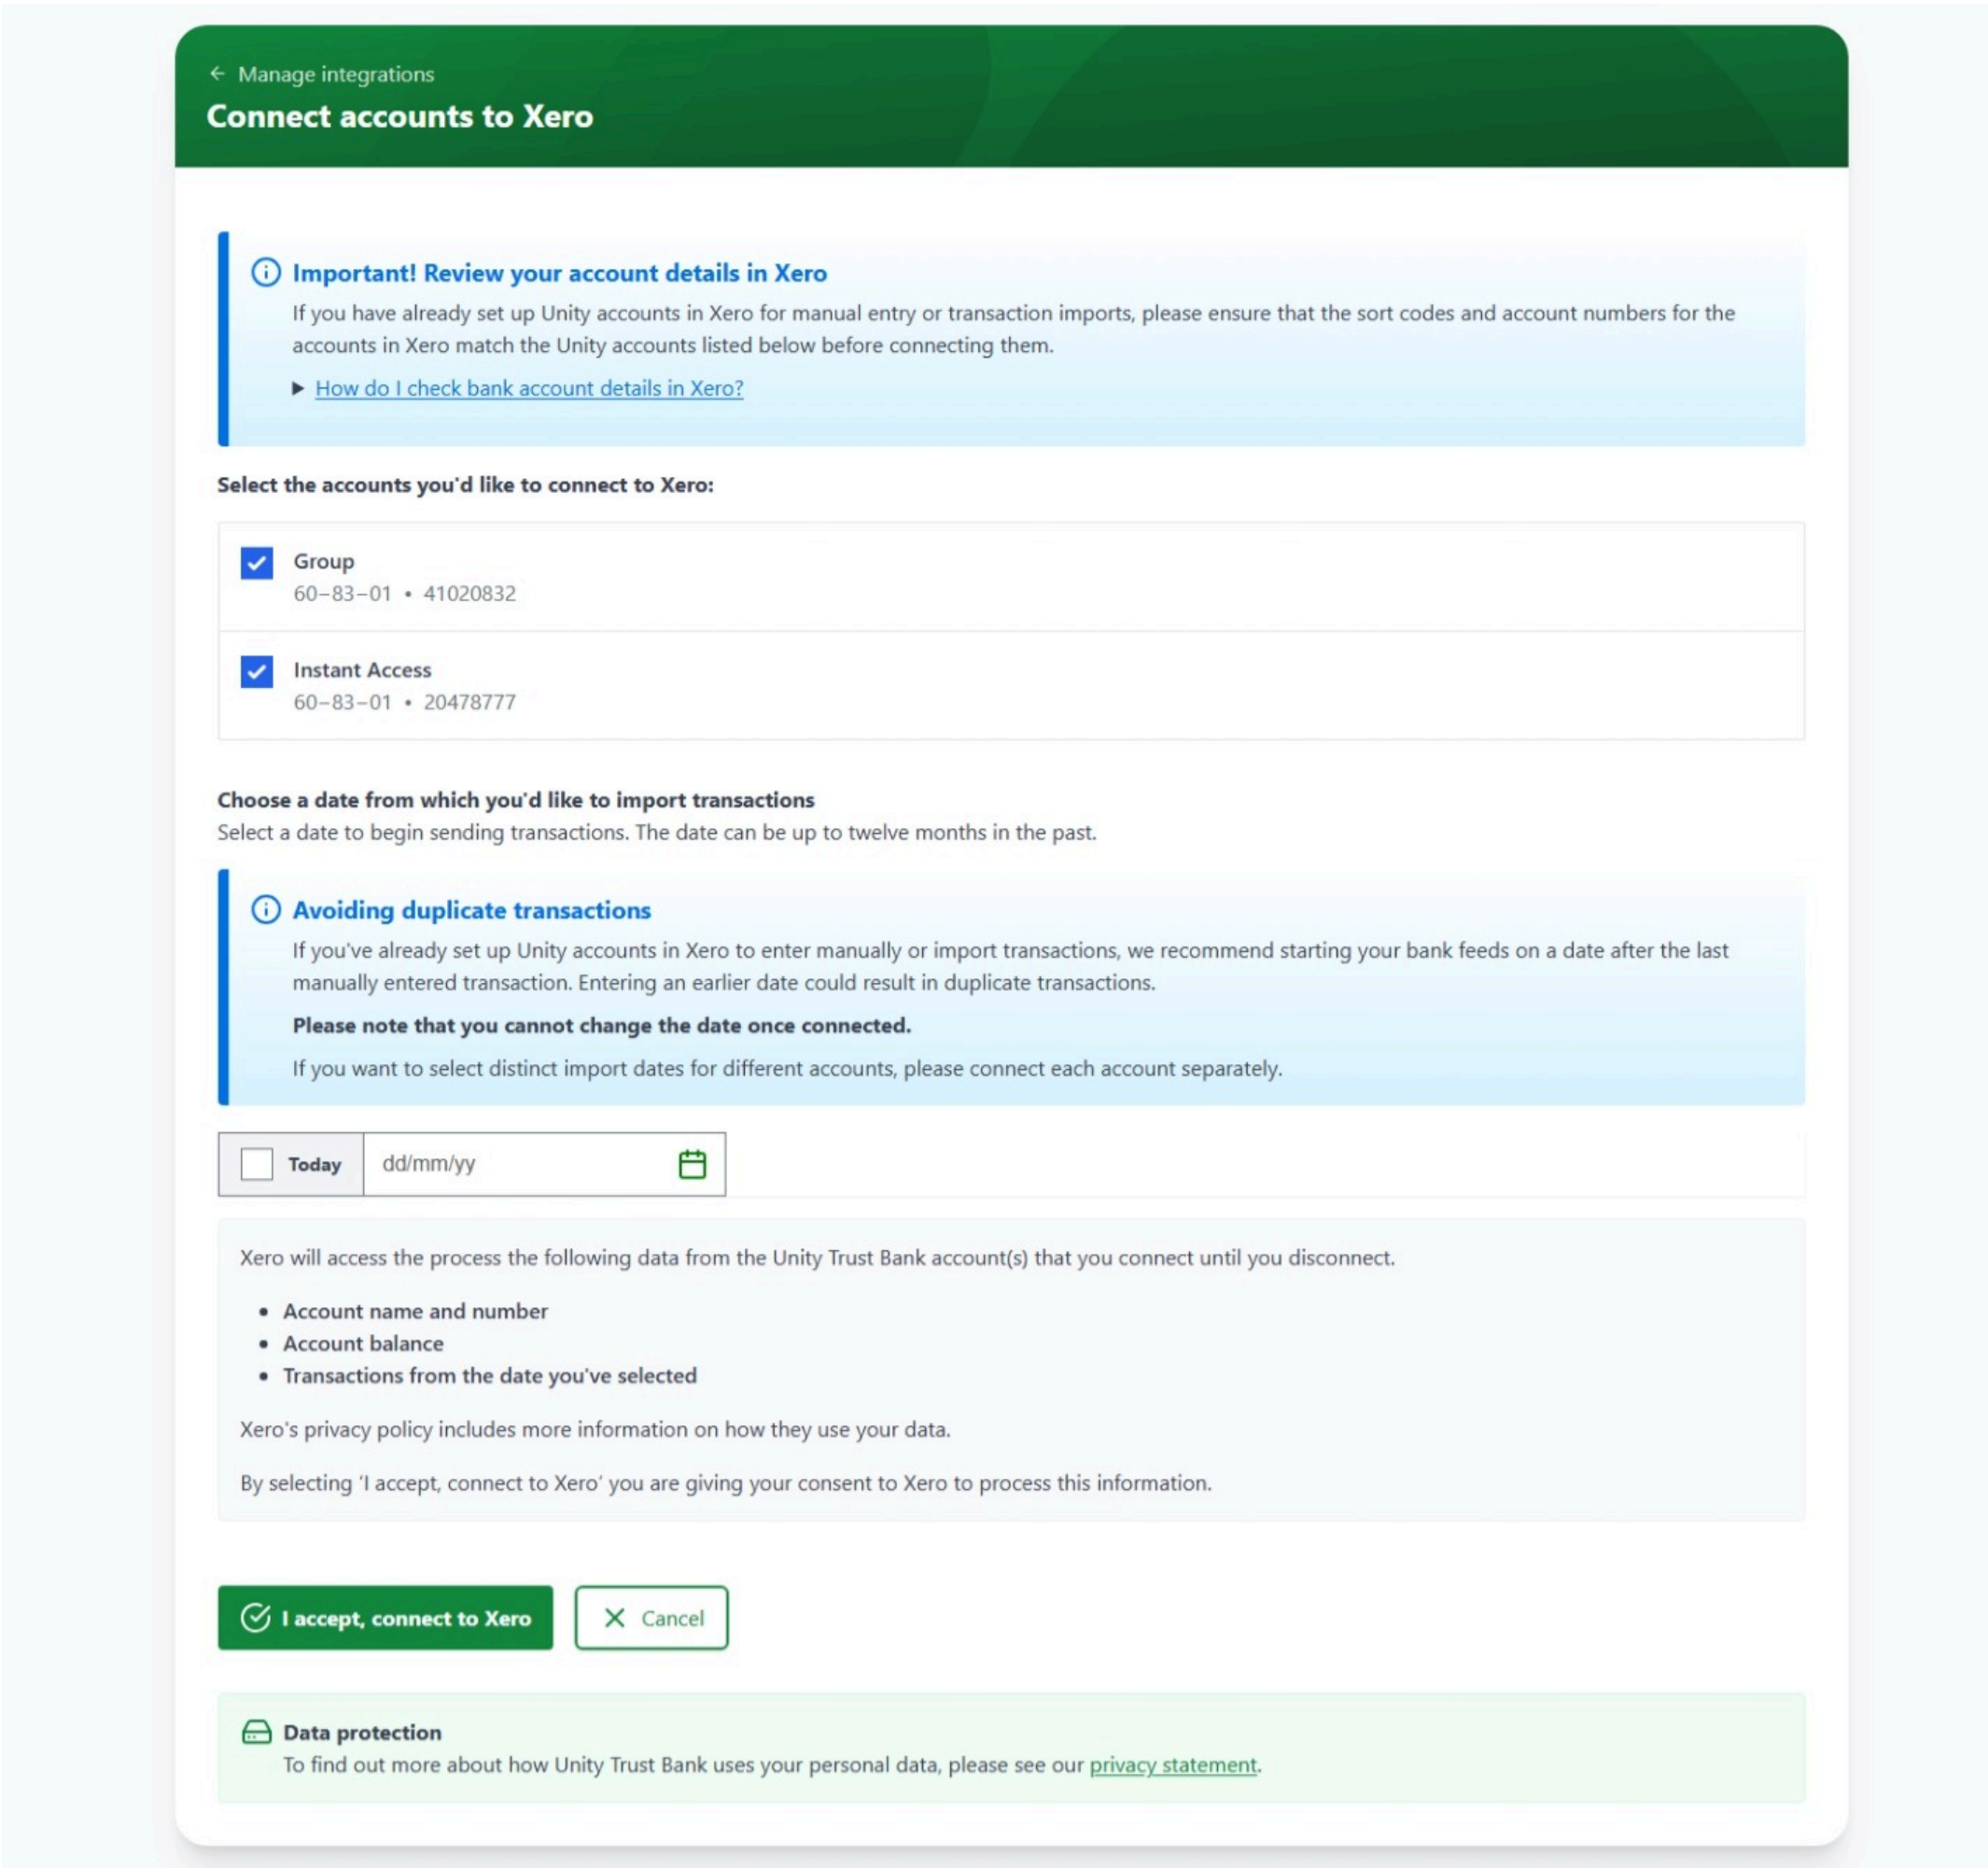 ← Manage integrations
Connect accounts to Xero
Important! Review your account details in Xero
If you have already set up Unity accounts in Xero for manual entry or transaction imports, please ensure that the sort codes and account numbers for the
accounts in Xero match the Unity accounts listed below before connecting them.
▶ How do I check bank account details in Xero?
Select the accounts you'd like to connect to Xero:
Group
60–83–01 • 41020832
Instant Access
60–83–01 • 20478777
Choose a date from which you'd like to import transactions
Select a date to begin sending transactions. The date can be up to twelve months in the past.
Avoiding duplicate transactions
If you've already set up Unity accounts in Xero to enter manually or import transactions, we recommend starting your bank feeds on a date after the last
manually entered transaction. Entering an earlier date could result in duplicate transactions.
Please note that you cannot change the date once connected.
If you want to select distinct import dates for different accounts, please connect each account separately.
Today dd/mm/yy
Xero will access the process the following data from the Unity Trust Bank account(s) that you connect until you disconnect.
• Account name and number
• Account balance
• Transactions from the date you've selected
Xero's privacy policy includes more information on how they use your data.
By selecting 'I accept, connect to Xero' you are giving your consent to Xero to process this information.
I accept, connect to Xero Cancel
Data protection
To find out more about how Unity Trust Bank uses your personal data, please see our privacy statement.